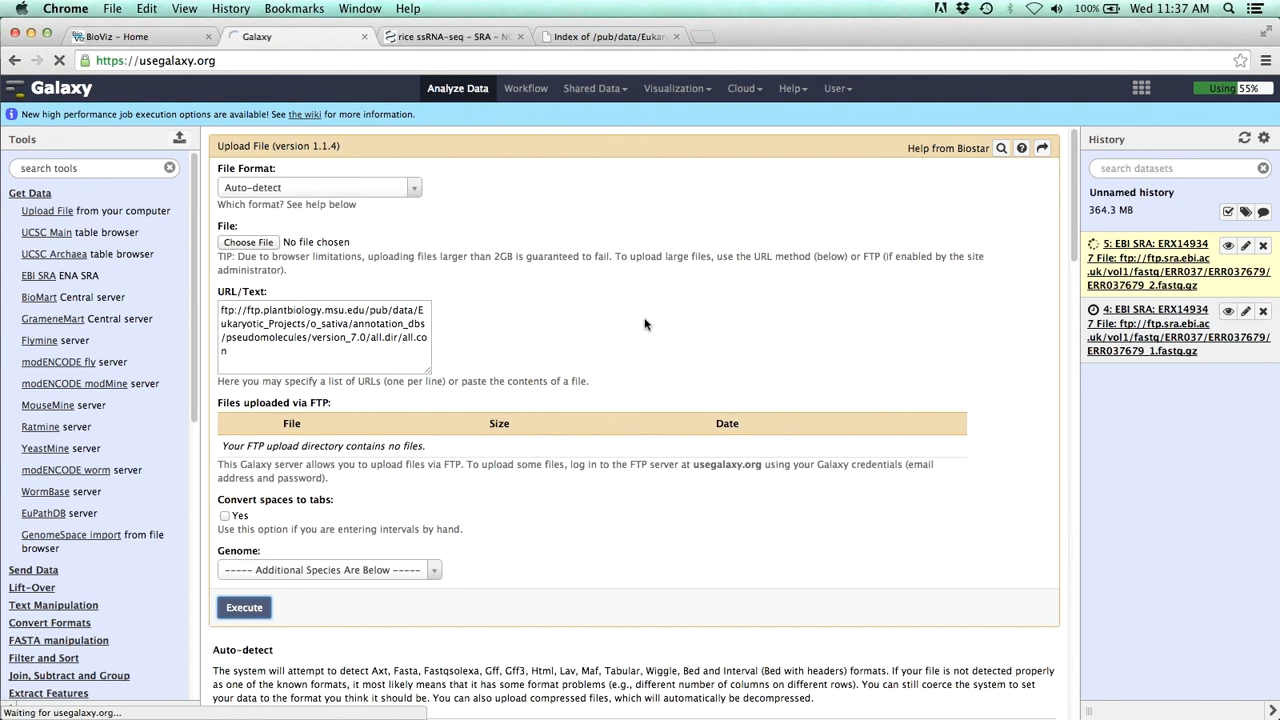 Chrome File Edit View History Bookmarks Window Help 100% Wed 11:37 AM
BioViz - Home Galaxy rice ssRNA-seq - SRA - NC Index of /pub/data/Eukar
https://usegalaxy.org
Galaxy Analyze Data Workflow Shared Data Visualization Cloud Help User Using 55%
New high performance job execution options are available! See the wiki for more information.
Tools
search tools
Get Data
Upload File from your computer
UCSC Main table browser
UCSC Archaea table browser
EBI SRA ENA SRA
BioMart Central server
GrameneMart Central server
Flymine server
modENCODE fly server
modENCODE modMine server
MouseMine server
Ratmine server
YeastMine server
modENCODE worm server
WormBase server
EuPathDB server
GenomeSpace import from file
browser
Send Data
Lift-Over
Text Manipulation
Convert Formats
FASTA manipulation
Filter and Sort
Join, Subtract and Group
Extract Features
Waiting for usegalaxy.org...
Upload File (version 1.1.4)
Help from Biostar
File Format:
Auto-detect
Which format? See help below
File:
Choose File No file chosen
TIP: Due to browser limitations, uploading files larger than 2GB is guaranteed to fail. To upload large files, use the URL method (below) or FTP (if enabled by the site
administrator).
URL/Text:
ftp://ftp.plantbiology.msu.edu/pub/data/E
ukaryotic_Projects/o_sativa/annotation_dbs
/pseudomolecules/version_7.0/all.dir/all.co
n
Here you may specify a list of URLs (one per line) or paste the contents of a file.
Files uploaded via FTP:
File Size Date
Your FTP upload directory contains no files.
This Galaxy server allows you to upload files via FTP. To upload some files, log in to the FTP server at usegalaxy.org using your Galaxy credentials (email
address and password).
Convert spaces to tabs:
Yes
Use this option if you are entering intervals by hand.
Genome:
----- Additional Species Are Below -----
Execute
Auto-detect
The system will attempt to detect Axt, Fasta, Fastqsolexa, Gff, Gff3, Html, Lav, Maf, Tabular, Wiggle, Bed and Interval (Bed with headers) formats. If your file is not detected properly
as one of the known formats, it most likely means that it has some format problems (e.g., different number of columns on different rows). You can still coerce the system to set
your data to the format you think it should be. You can also upload compressed files, which will automatically be decompressed.
History
search datasets
Unnamed history
364.3 MB
5: EBI SRA: ERX14934
7 File: ftp://ftp.sra.ebi.ac
.uk/vol1/fastq/ERR037/ERR037679/
ERR037679_2.fastq.gz
4: EBI SRA: ERX14934
7 File: ftp://ftp.sra.ebi.ac
.uk/vol1/fastq/ERR037/ERR037679/
ERR037679_1.fastq.gz